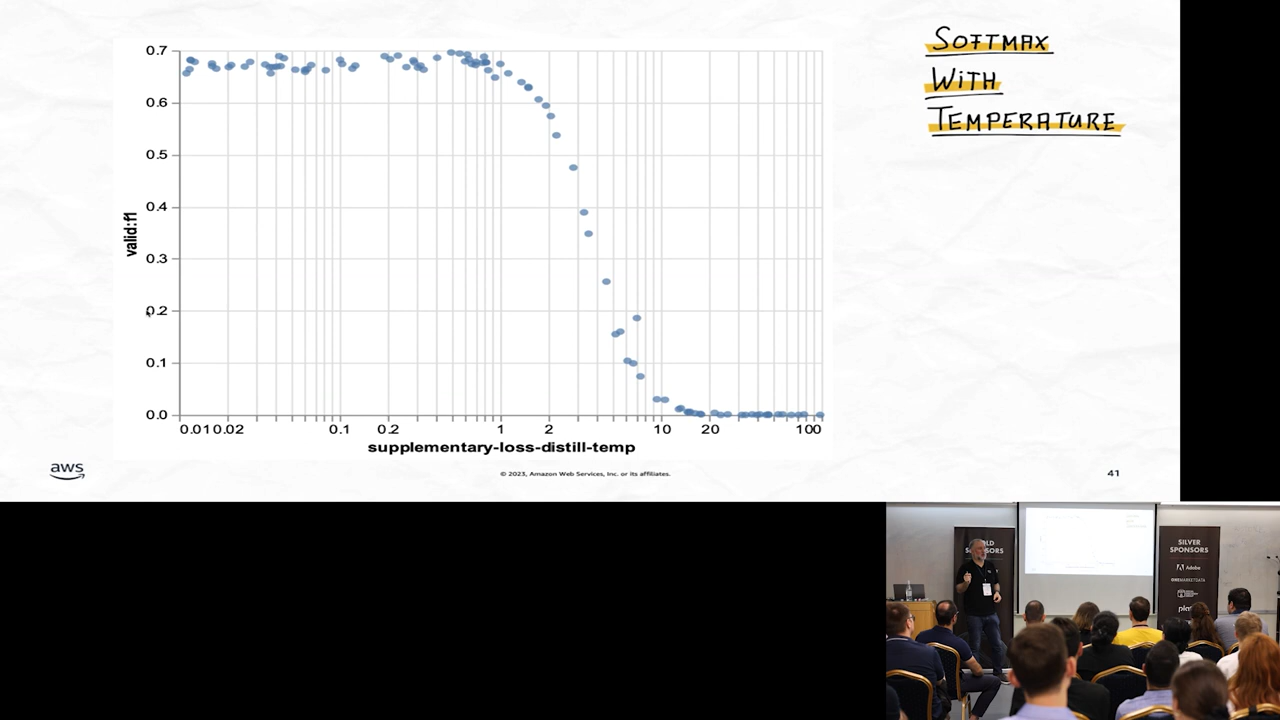 SOFTMAX
WITH
TEMPERATURE
0.7
0.6
0.5
0.4
0.3
0.2
0.1
0.0
valid:f1
0.01 0.02 0.1 0.2 1 2 10 20 100
supplementary-loss-distill-temp
aws
© 2023, Amazon Web Services, Inc. or its affiliates.
41
SILVER
SPONSORS
Adobe